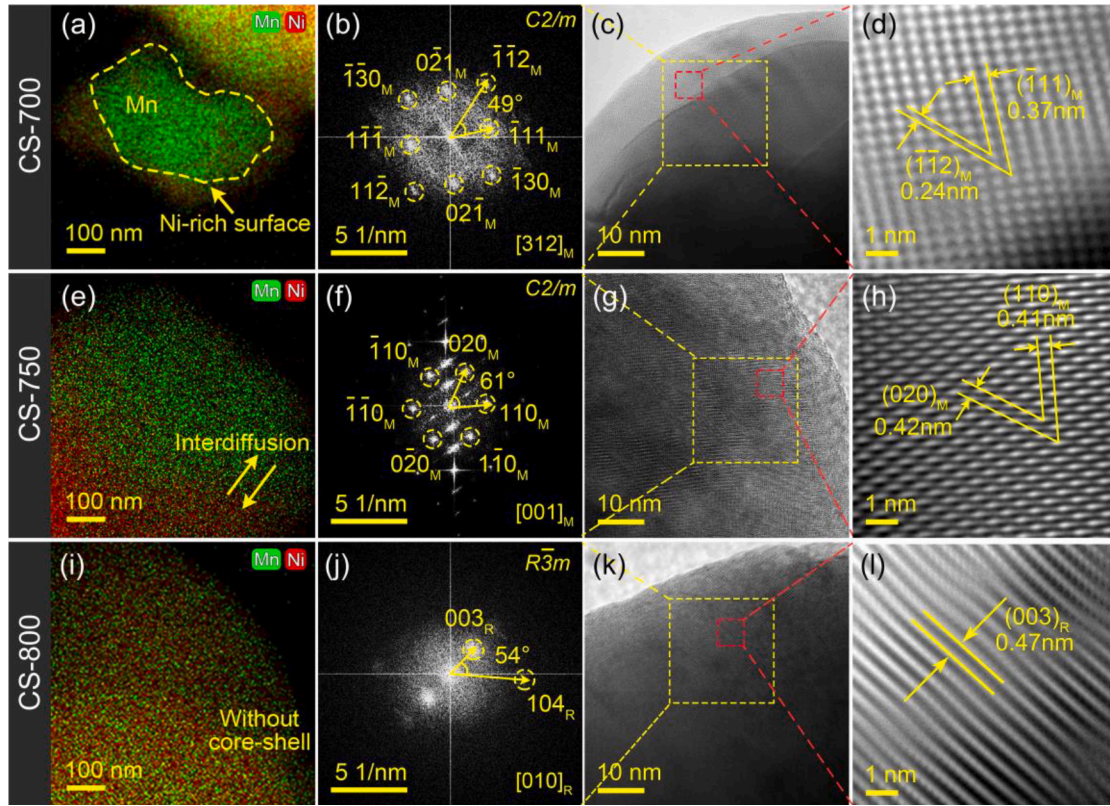 CS-700
(a)
Mn Ni
Mn
Ni-rich surface
100 nm
(b)
C2/m
1̄1̄2M
02̄1M
1̄3̄0M
49°
1̄11M
11̄1̄M
1̄30M
112̄M
021̄M
5 1/nm
[312]M
(c)
10 nm
(d)
(1̄11)M
0.37nm
(1̄1̄2)M
0.24nm
1 nm
CS-750
(e)
Mn Ni
Interdiffusion
100 nm
(f)
C2/m
1̄10M
020M
61°
1̄1̄0M
110M
02̄0M
11̄0M
5 1/nm
[001]M
(g)
10 nm
(h)
(110)M
0.41nm
(020)M
0.42nm
1 nm
CS-800
(i)
Mn Ni
Without
core-shell
100 nm
(j)
R3̄m
003R
54°
104R
5 1/nm
[010]R
(k)
10 nm
(l)
(003)R
0.47nm
1 nm